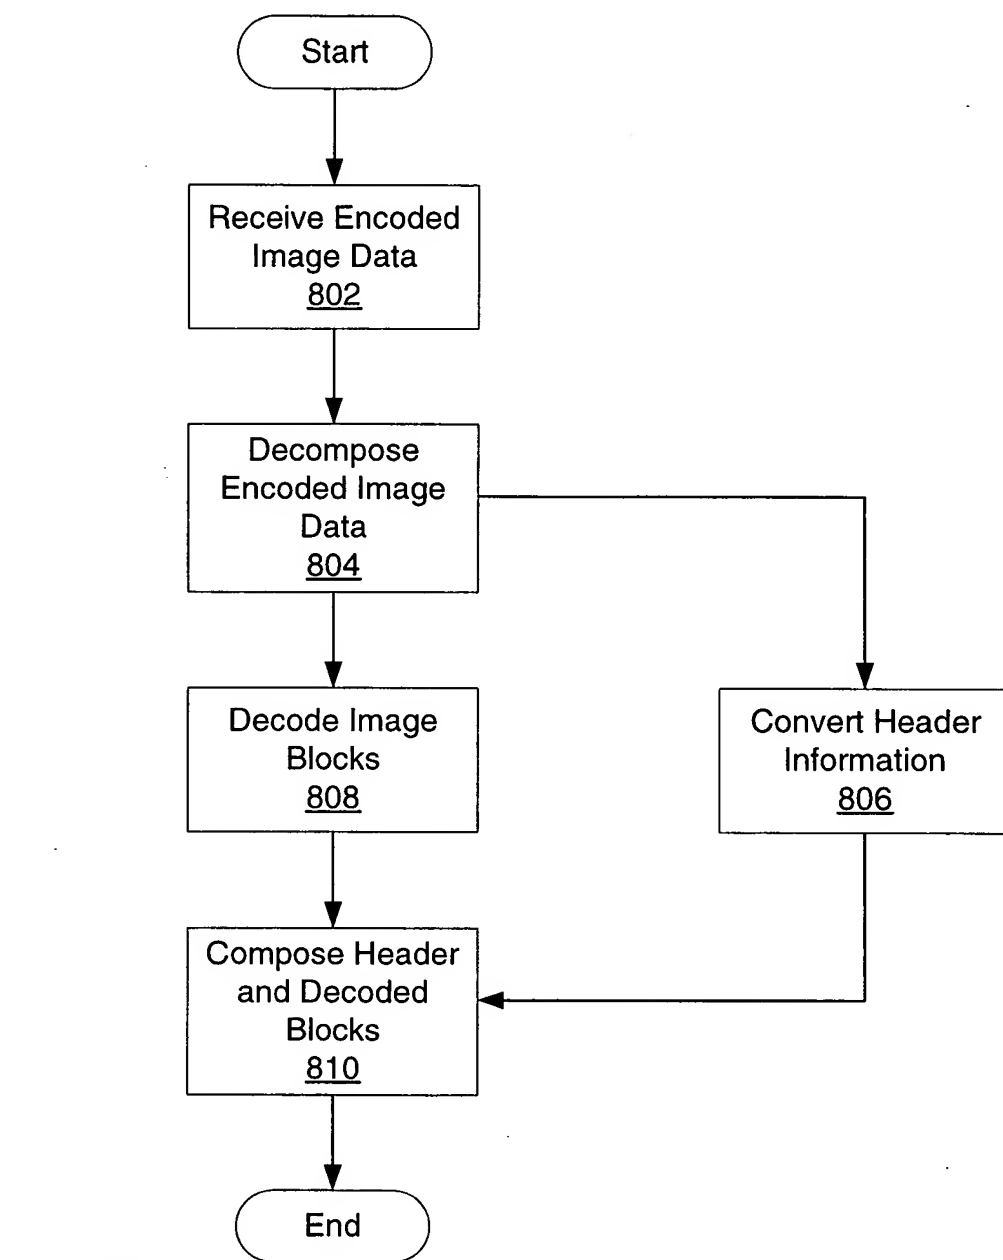 Start
Receive Encoded
Image Data
802
Decompose
Encoded Image
Data
804
Decode Image
Blocks
808
Convert Header
Information
806
Compose Header
and Decoded
Blocks
810
End